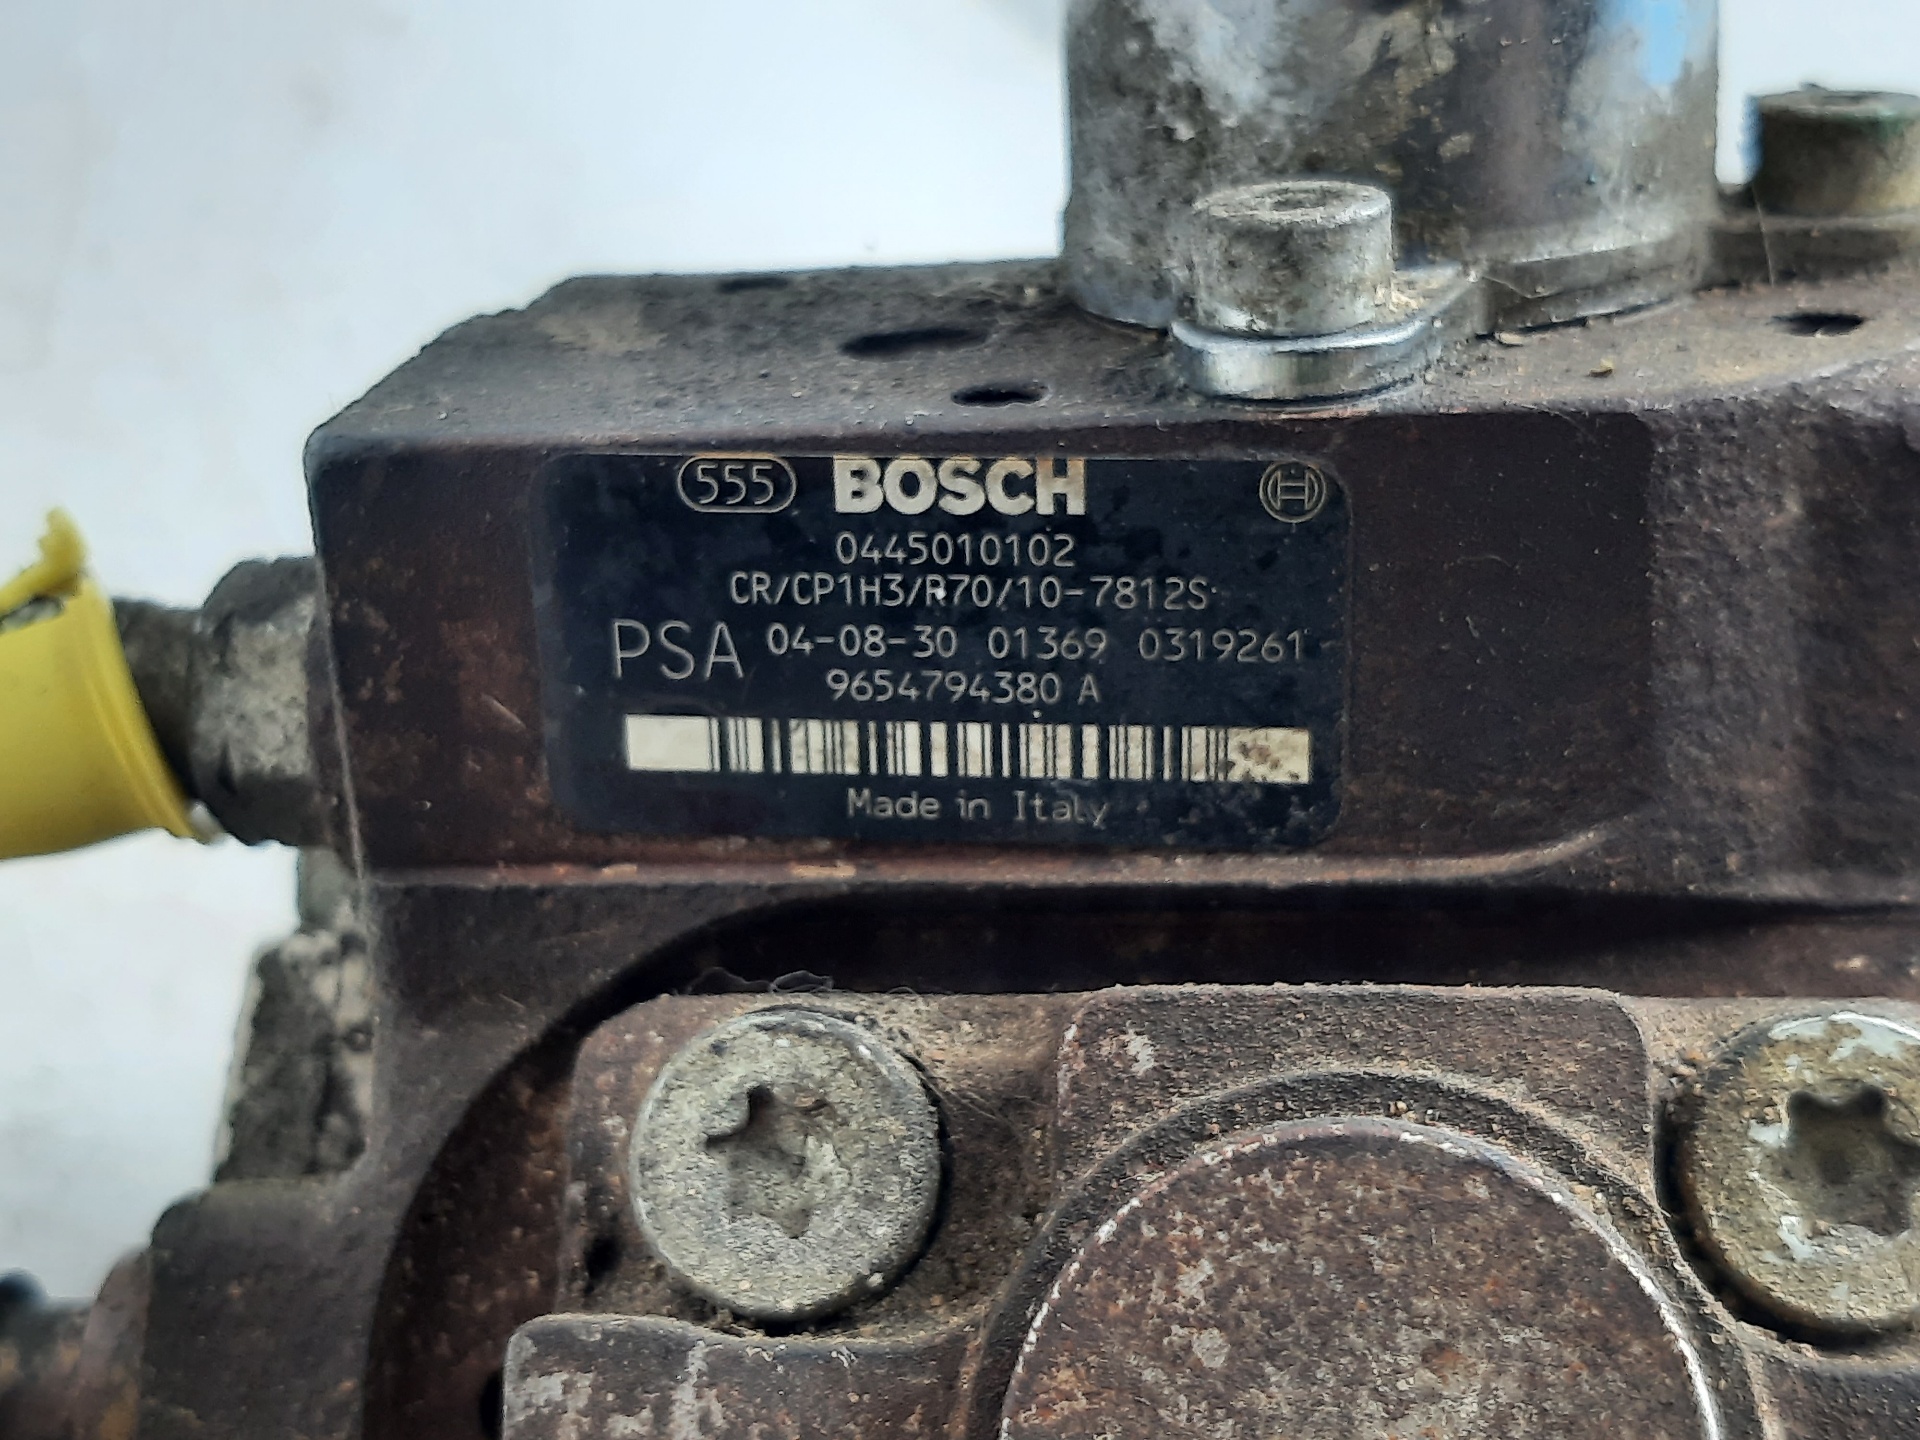 555 BOSCH
0445010102
CR/CP1H3/R70/10-7812S
PSA 04-08-30 01369 0319261
9654794380 A
Made in Italy